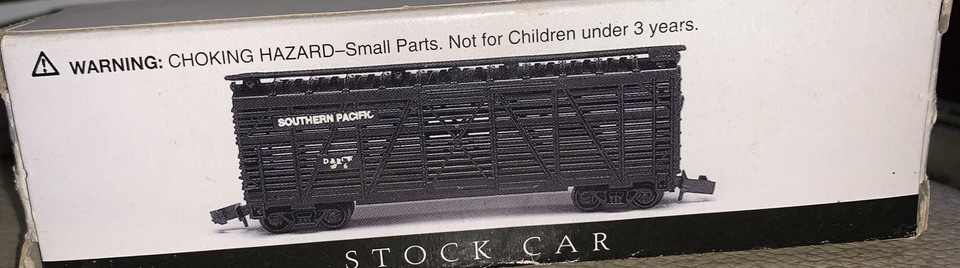 WARNING: CHOKING HAZARD–Small Parts. Not for Children under 3 years.
SOUTHERN PACIFIC
STOCK CAR